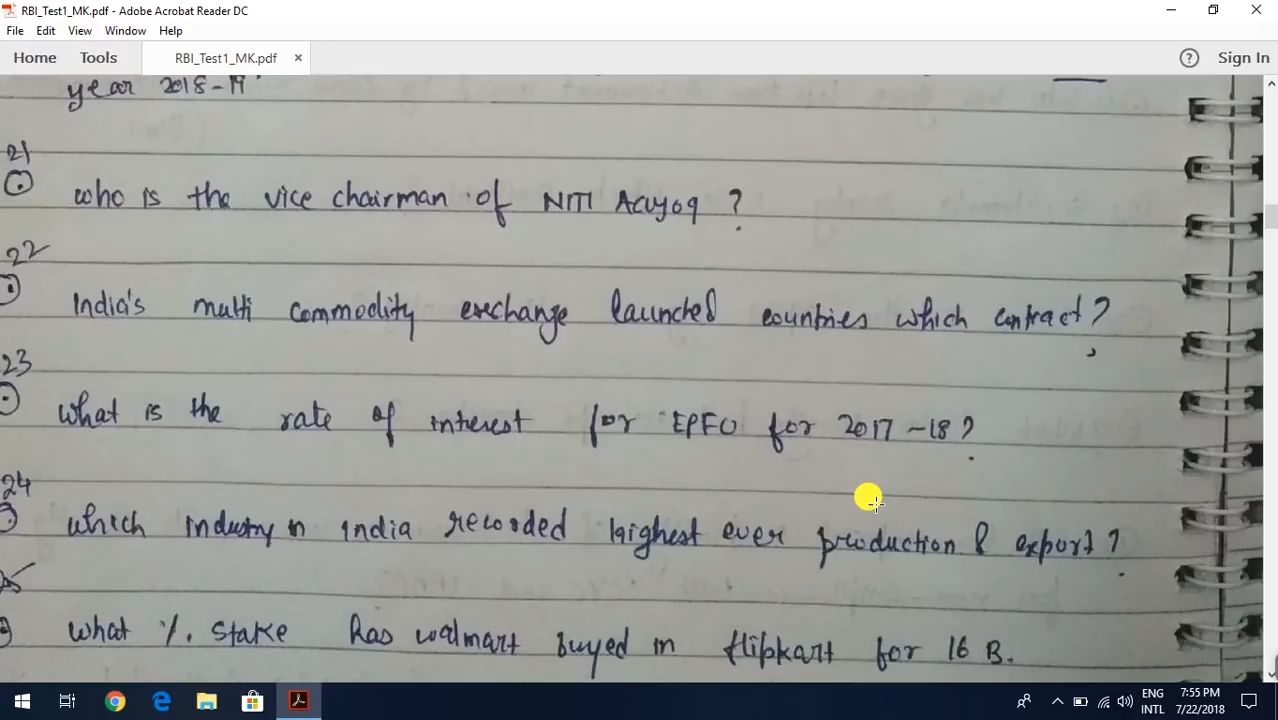 RBI_Test1_MK.pdf - Adobe Acrobat Reader DC
File Edit View Window Help
Home Tools RBI_Test1_MK.pdf × ? Sign In
year 2018-19
21 who is the vice chairman of NITI Aayog ?
22 India's multi commodity exchange launched countries which contract?
23 what is the rate of interest for EPFO for 2017-18?
24 which industry in india recorded highest ever production & export?
25 what %. stake has walmart buyed in flipkart for 16 B.
ENG 7:55 PM
INTL 7/22/2018